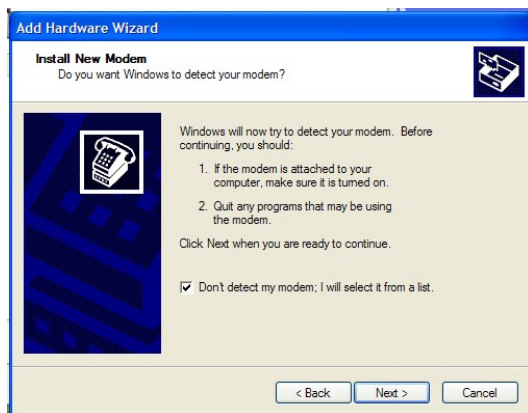 Add Hardware Wizard
Install New Modem
Do you want Windows to detect your modem?
Windows will now try to detect your modem. Before
continuing, you should:
1. If the modem is attached to your
computer, make sure it is turned on.
2. Quit any programs that may be using
the modem.
Click Next when you are ready to continue.
Don't detect my modem; I will select it from a list.
< Back Next > Cancel